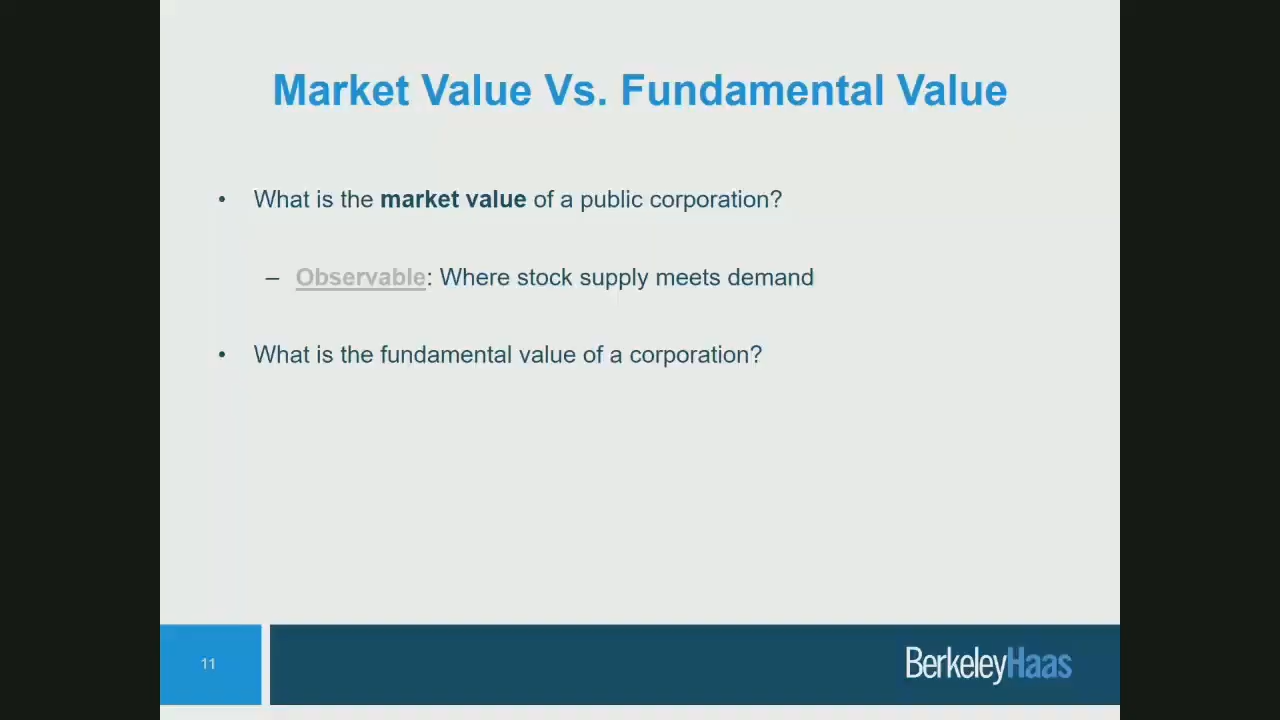 Market Value Vs. Fundamental Value
• What is the market value of a public corporation?
– Observable: Where stock supply meets demand
• What is the fundamental value of a corporation?
11
BerkeleyHaas